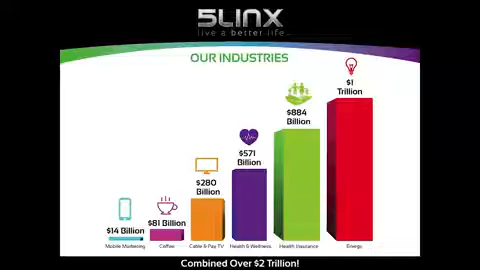 5LINX
live a better life
OUR INDUSTRIES
$1
Trillion
$884
Billion
$571
Billion
$280
Billion
$81 Billion
$14 Billion
Mobile Marketing
Coffee
Cable & Pay TV
Health & Wellness
Health Insurance
Energy
Combined Over $2 Trillion!